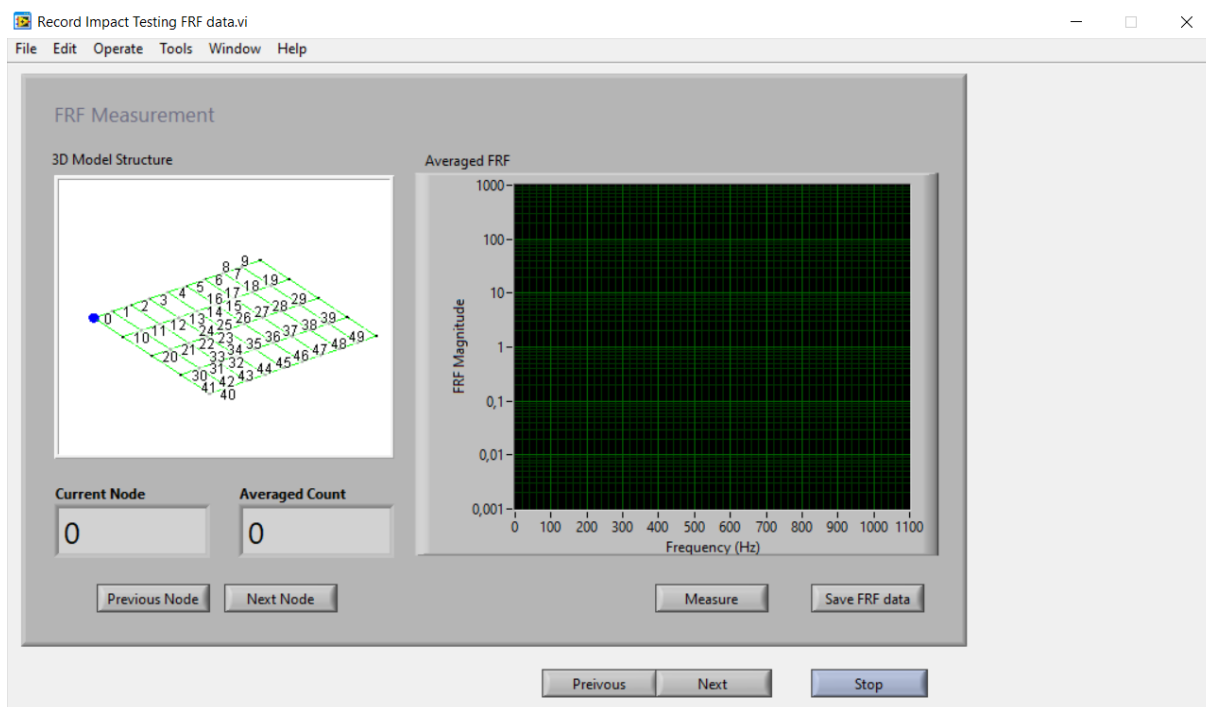 Record Impact Testing FRF data.vi
File Edit Operate Tools Window Help
FRF Measurement
3D Model Structure
0 1 2 3 4 5 6 7 8 9
10 11 12 13 14 15 16 17 18 19
20 21 22 23 24 25 26 27 28 29
30 31 32 33 34 35 36 37 38 39
40 41 42 43 44 45 46 47 48 49
Current Node Averaged Count
0 0
Previous Node Next Node
Averaged FRF
1000
100
10
1
0,1
0,01
0,001
FRF Magnitude
0 100 200 300 400 500 600 700 800 900 1000 1100
Frequency (Hz)
Measure Save FRF data
Preivous Next Stop